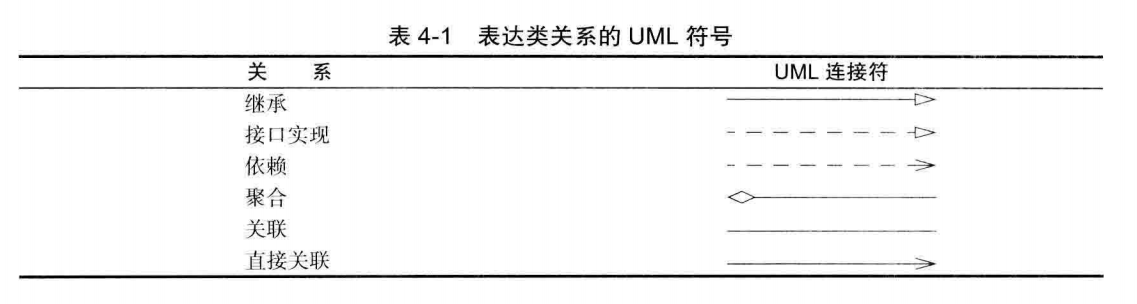 表 4-1 表达类关系的 UML 符号
关 系 UML 连接符
继承
接口实现
依赖
聚合
关联
直接关联